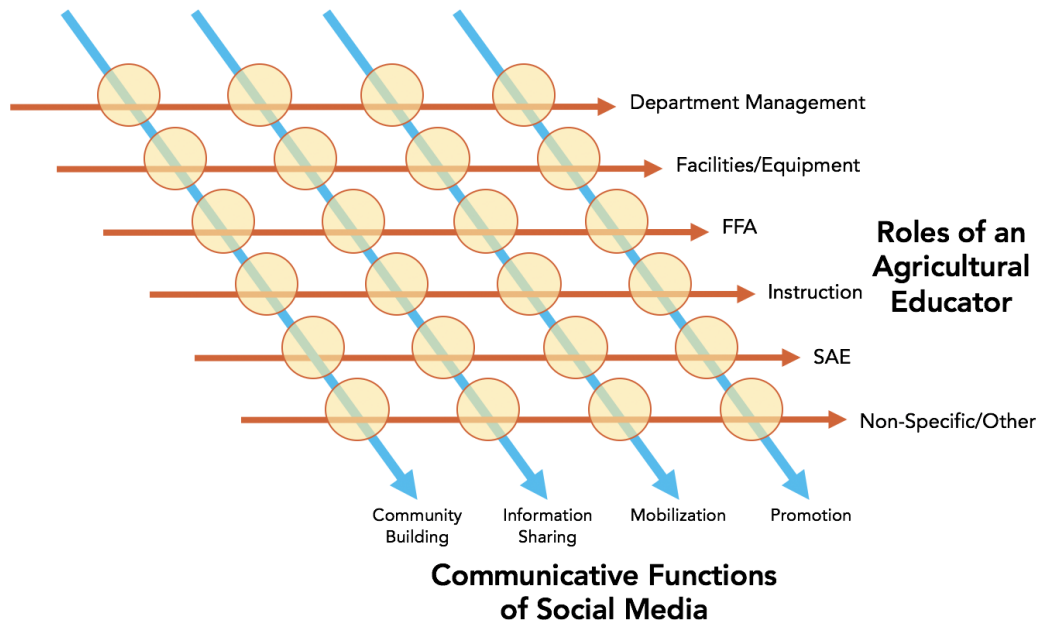 Department Management
Facilities/Equipment
FFA
Roles of an
Agricultural
Educator
Instruction
SAE
Non-Specific/Other
Community
Building
Information
Sharing
Mobilization
Promotion
Communicative Functions
of Social Media